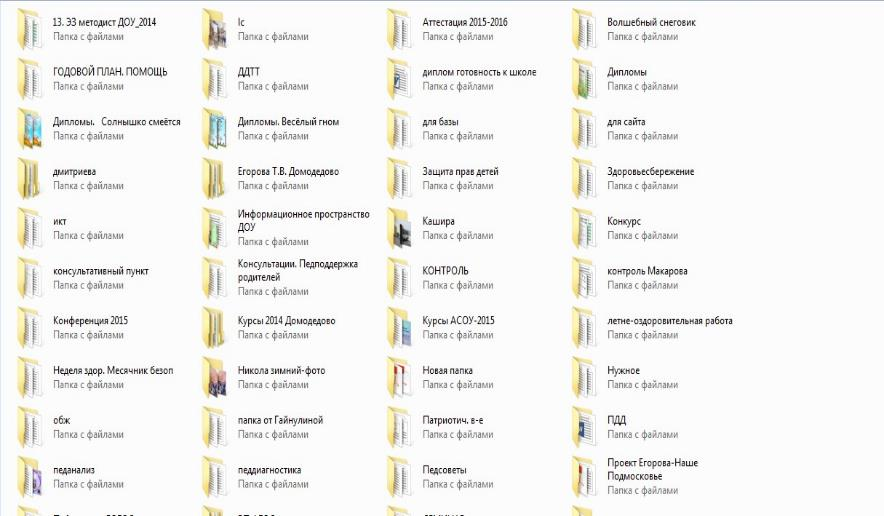 13. ЭЗ методист ДОУ_2014
Папка с файлами
Ic
Папка с файлами
Аттестация 2015-2016
Папка с файлами
Волшебный снеговик
Папка с файлами
ГОДОВОЙ ПЛАН. ПОМОЩЬ
Папка с файлами
ДДТТ
Папка с файлами
диплом готовность к школе
Папка с файлами
Дипломы
Папка с файлами
Дипломы. Солнышко смеётся
Папка с файлами
Дипломы. Весёлый гном
Папка с файлами
для базы
Папка с файлами
для сайта
Папка с файлами
дмитриева
Папка с файлами
Егорова Т.В. Домодедово
Папка с файлами
Защита прав детей
Папка с файлами
Здоровьесбережение
Папка с файлами
икт
Папка с файлами
Информационное пространство
ДОУ
Папка с файлами
Кашира
Папка с файлами
Конкурс
Папка с файлами
консультативный пункт
Папка с файлами
Консультации. Педподдержка
родителей
Папка с файлами
КОНТРОЛЬ
Папка с файлами
контроль Макарова
Папка с файлами
Конференция 2015
Папка с файлами
Курсы 2014 Домодедово
Папка с файлами
Курсы АСОУ-2015
Папка с файлами
летне-оздоровительная работа
Папка с файлами
Неделя здор. Месячник безоп
Папка с файлами
Никола зимний-фото
Папка с файлами
Новая папка
Папка с файлами
Нужное
Папка с файлами
обж
Папка с файлами
папка от Гайнулиной
Папка с файлами
Патриотич. в-е
Папка с файлами
ПДД
Папка с файлами
педанализ
Папка с файлами
педдиагностика
Папка с файлами
Педсоветы
Папка с файлами
Проект Егорова-Наше
Подмосковье
Папка с файлами